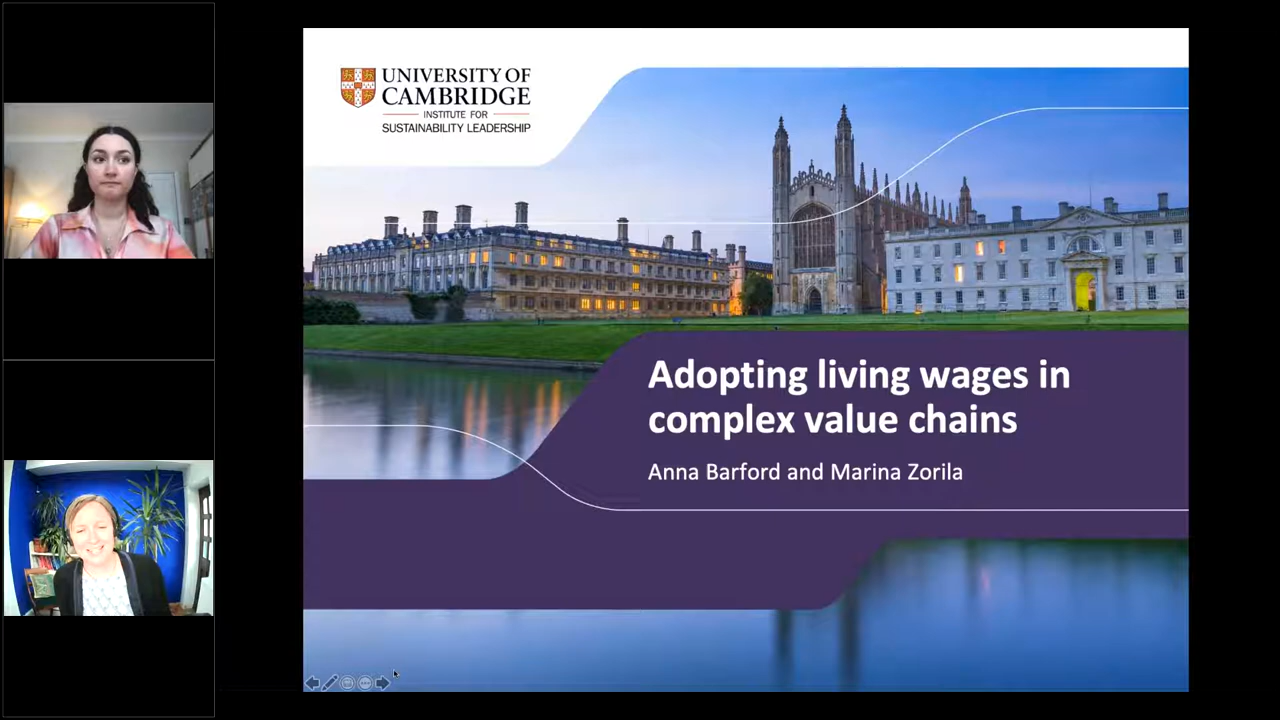 UNIVERSITY OF
CAMBRIDGE
INSTITUTE FOR
SUSTAINABILITY LEADERSHIP
Adopting living wages in
complex value chains
Anna Barford and Marina Zorila